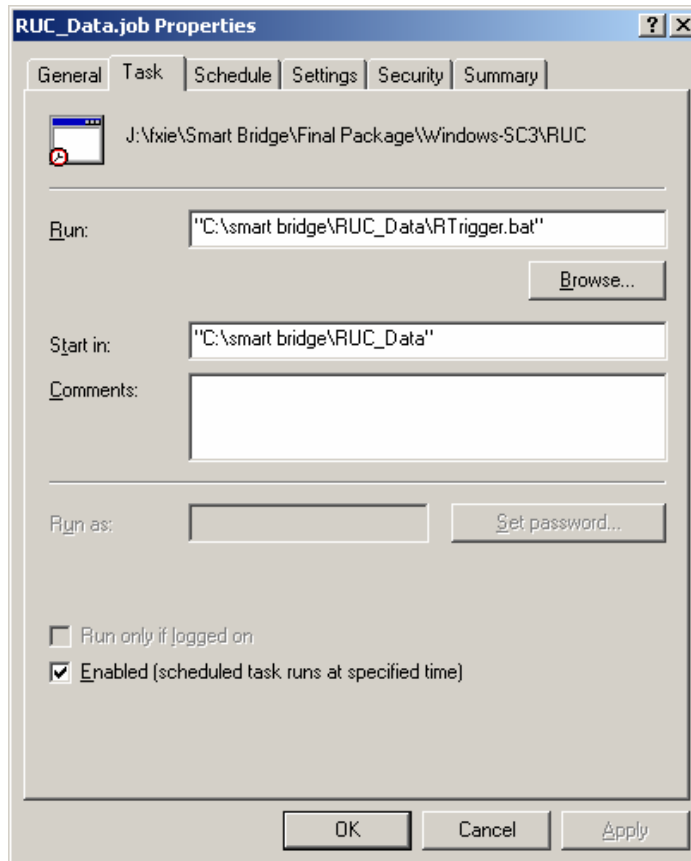 RUC_Data.job Properties
General Task Schedule Settings Security Summary
J:\fxie\Smart Bridge\Final Package\Windows-SC3\RUC
Run: "C:\smart bridge\RUC_Data\RTrigger.bat"
Browse...
Start in: "C:\smart bridge\RUC_Data"
Comments:
Run as: Set password...
Run only if logged on
Enabled (scheduled task runs at specified time)
OK Cancel Apply